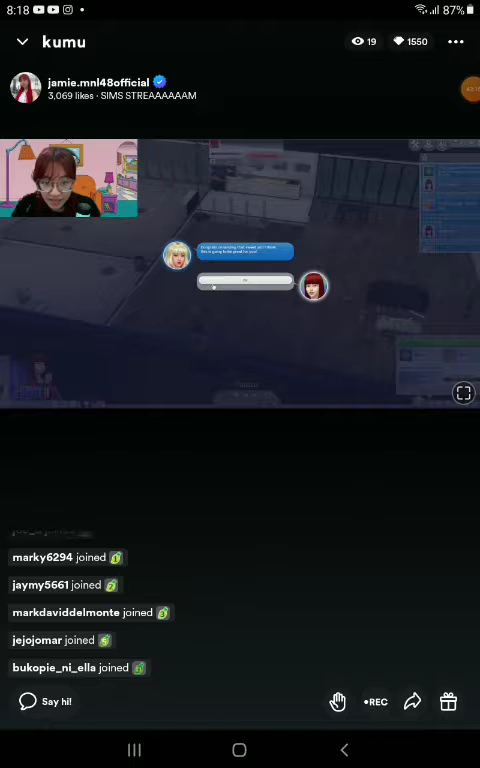 8:18
87%
kumu
19
1550
jamie.mnl48official
3,069 likes · SIMS STREAAAAAAM
marky6294 joined
jaymy5661 joined
markdaviddelmonte joined
jejojomar joined
bukopie_ni_ella joined
Say hi!
•REC